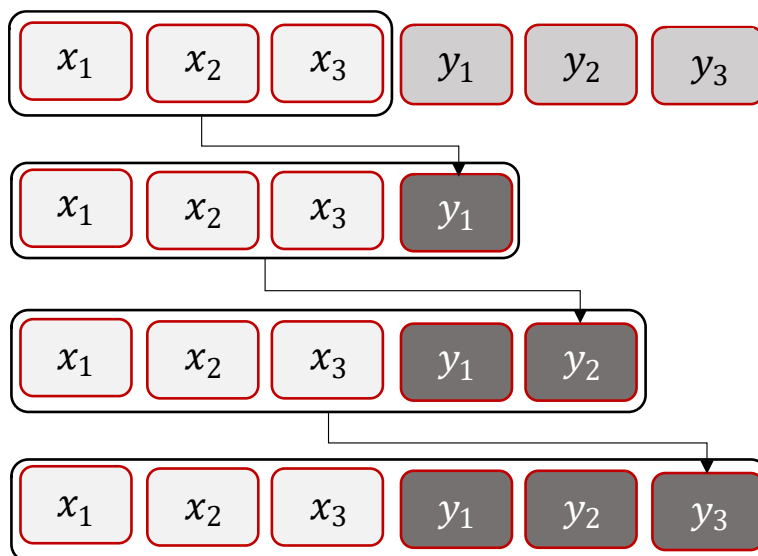 x₁ x₂ x₃ y₁ y₂ y₃
x₁ x₂ x₃ y₁
x₁ x₂ x₃ y₁ y₂
x₁ x₂ x₃ y₁ y₂ y₃